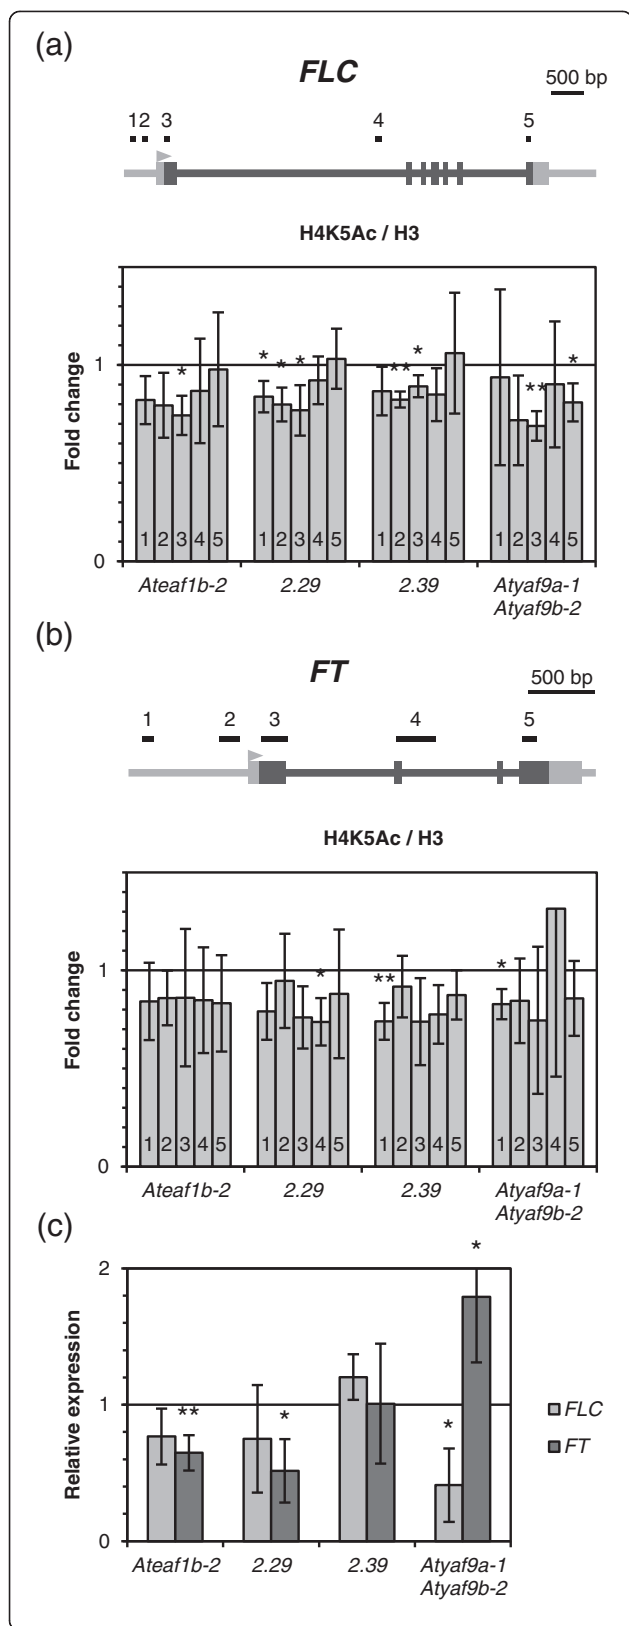 (a)
FLC
500 bp
12 3 4 5
H4K5Ac / H3
Fold change
1
* * * * ** * ** *
0
1 2 3 4 5 1 2 3 4 5 1 2 3 4 5 1 2 3 4 5
Ateaf1b-2 2.29 2.39 Atyaf9a-1
Atyaf9b-2
(b)
FT
500 bp
1 2 3 4 5
H4K5Ac / H3
Fold change
1
* ** *
0
1 2 3 4 5 1 2 3 4 5 1 2 3 4 5 1 2 3 4 5
Ateaf1b-2 2.29 2.39 Atyaf9a-1
Atyaf9b-2
(c)
Relative expression
2
1
0
** * * *
FLC
FT
Ateaf1b-2 2.29 2.39 Atyaf9a-1
Atyaf9b-2